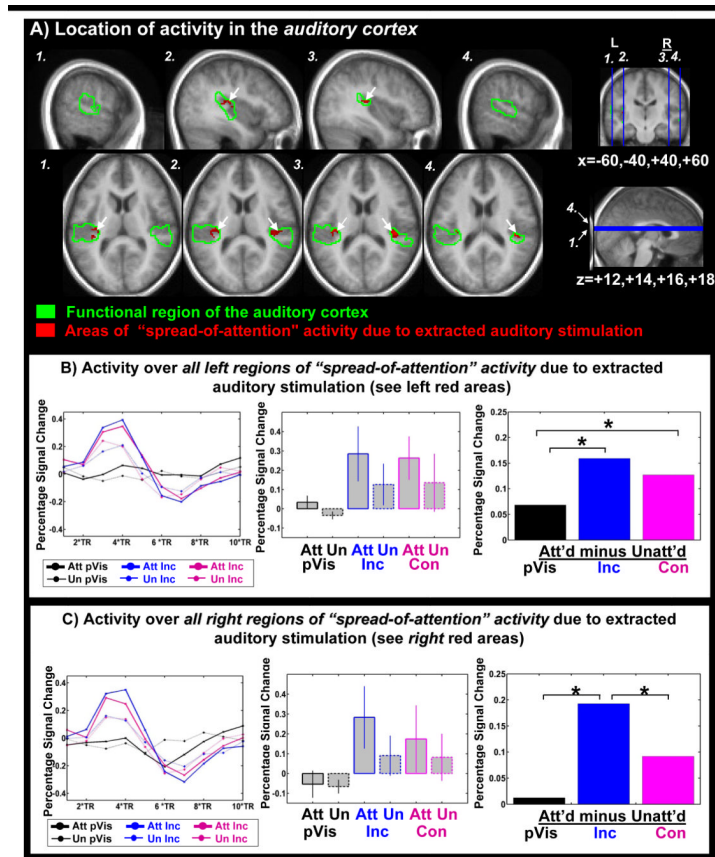 A) Location of activity in the auditory cortex
1.
2.
3.
4.
L
R
1. 2.
3. 4.
x=-60,-40,+40,+60
1.
2.
3.
4.
4.
1.
z=+12,+14,+16,+18
Functional region of the auditory cortex
Areas of "spread-of-attention" activity due to extracted auditory stimulation
B) Activity over all left regions of "spread-of-attention" activity due to extracted
auditory stimulation (see left red areas)
Percentage Signal Change
0.4
0.2
0
-0.2
-0.4
2*TR 4*TR 6*TR 8*TR 10*TR
Att pVis Att Inc Att Inc
Un pVis Un Inc Un Inc
Percentage Signal Change
0.4
0.3
0.2
0.1
0
-0.1
Att Un Att Un Att Un
pVis Inc Con
Percentage Signal Change
0.25
0.2
0.15
0.1
0.05
0
*
*
Att'd minus Unatt'd
pVis Inc Con
C) Activity over all right regions of "spread-of-attention" activity due to extracted
auditory stimulation (see right red areas)
Percentage Signal Change
0.4
0.2
0
-0.2
-0.4
2*TR 4*TR 6*TR 8*TR 10*TR
Att pVis Att Inc Att Inc
Un pVis Un Inc Un Inc
Percentage Signal Change
0.4
0.3
0.2
0.1
0
-0.1
Att Un Att Un Att Un
pVis Inc Con
Percentage Signal Change
0.25
0.2
0.15
0.1
0.05
0
* *
Att'd minus Unatt'd
pVis Inc Con